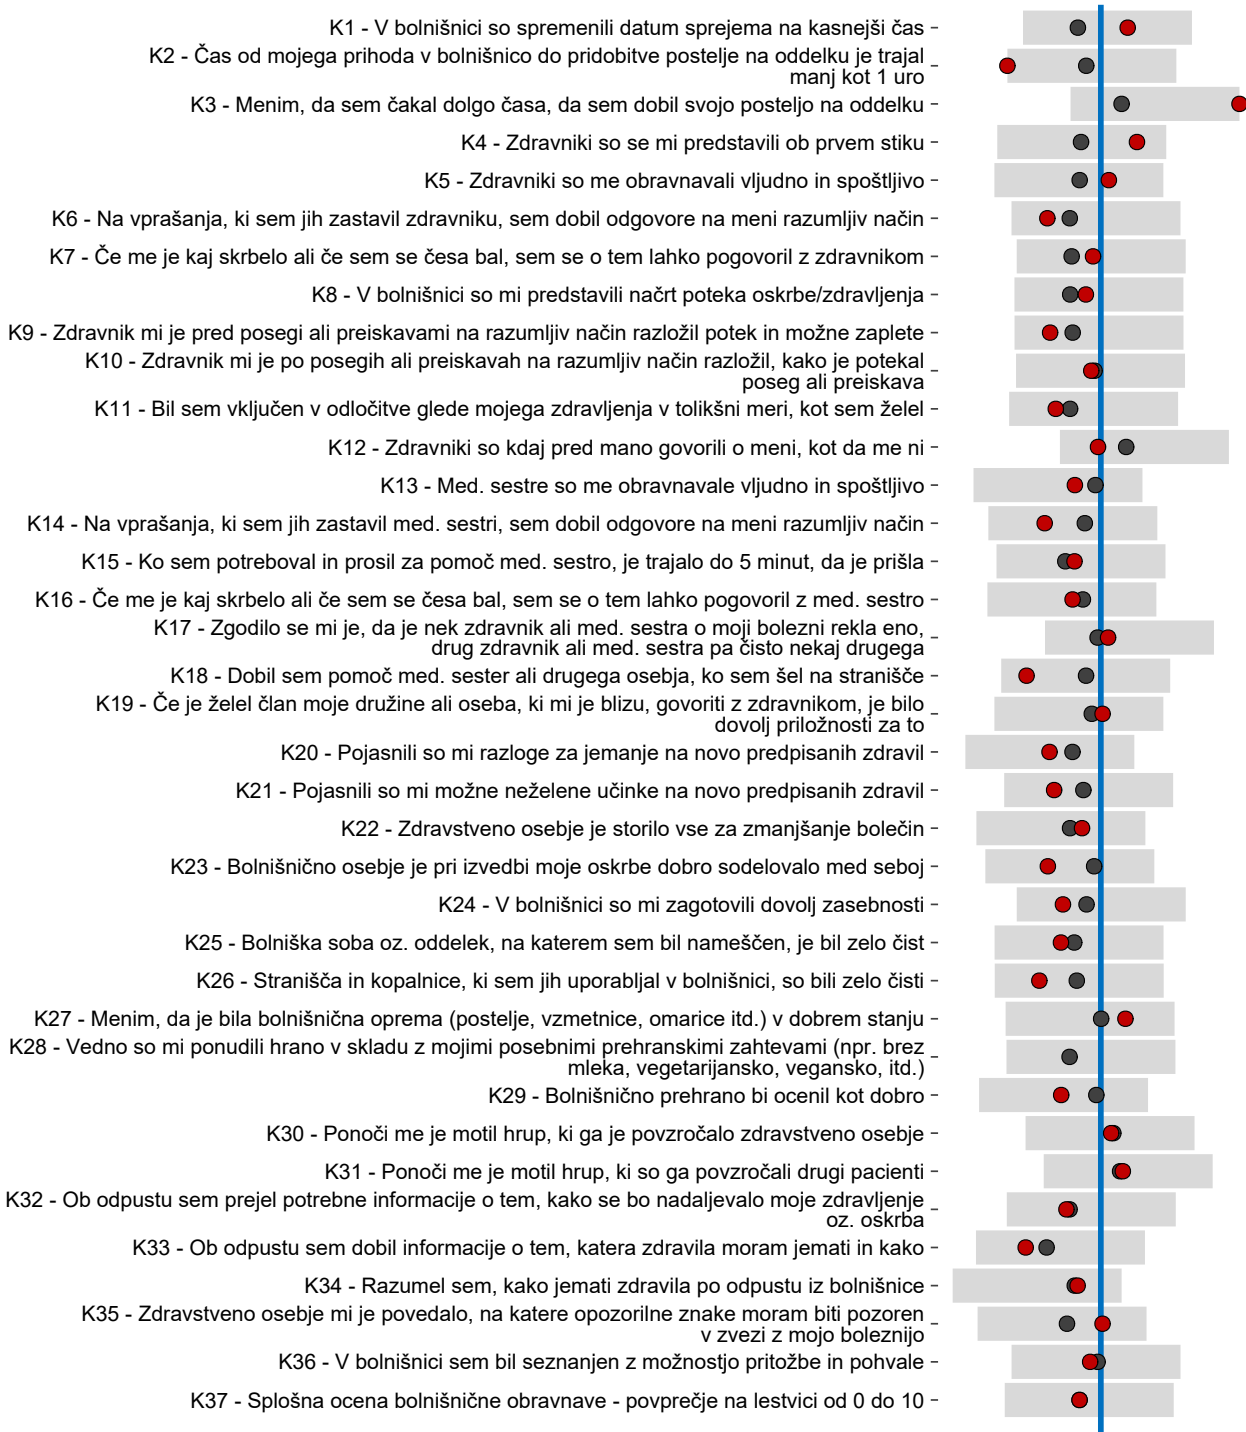 K1 - V bolnišnici so spremenili datum sprejema na kasnejši čas
K2 - Čas od mojega prihoda v bolnišnico do pridobitve postelje na oddelku je trajal
manj kot 1 uro
K3 - Menim, da sem čakal dolgo časa, da sem dobil svojo posteljo na oddelku
K4 - Zdravniki so se mi predstavili ob prvem stiku
K5 - Zdravniki so me obravnavali vljudno in spoštljivo
K6 - Na vprašanja, ki sem jih zastavil zdravniku, sem dobil odgovore na meni razumljiv način
K7 - Če me je kaj skrbelo ali če sem se česa bal, sem se o tem lahko pogovoril z zdravnikom
K8 - V bolnišnici so mi predstavili načrt poteka oskrbe/zdravljenja
K9 - Zdravnik mi je pred posegi ali preiskavami na razumljiv način razložil potek in možne zaplete
K10 - Zdravnik mi je po posegih ali preiskavah na razumljiv način razložil, kako je potekal
poseg ali preiskava
K11 - Bil sem vključen v odločitve glede mojega zdravljenja v tolikšni meri, kot sem želel
K12 - Zdravniki so kdaj pred mano govorili o meni, kot da me ni
K13 - Med. sestre so me obravnavale vljudno in spoštljivo
K14 - Na vprašanja, ki sem jih zastavil med. sestri, sem dobil odgovore na meni razumljiv način
K15 - Ko sem potreboval in prosil za pomoč med. sestro, je trajalo do 5 minut, da je prišla
K16 - Če me je kaj skrbelo ali če sem se česa bal, sem se o tem lahko pogovoril z med. sestro
K17 - Zgodilo se mi je, da je nek zdravnik ali med. sestra o moji bolezni rekla eno,
drug zdravnik ali med. sestra pa čisto nekaj drugega
K18 - Dobil sem pomoč med. sester ali drugega osebja, ko sem šel na stranišče
K19 - Če je želel član moje družine ali oseba, ki mi je blizu, govoriti z zdravnikom, je bilo
dovolj priložnosti za to
K20 - Pojasnili so mi razloge za jemanje na novo predpisanih zdravil
K21 - Pojasnili so mi možne neželene učinke na novo predpisanih zdravil
K22 - Zdravstveno osebje je storilo vse za zmanjšanje bolečin
K23 - Bolnišnično osebje je pri izvedbi moje oskrbe dobro sodelovalo med seboj
K24 - V bolnišnici so mi zagotovili dovolj zasebnosti
K25 - Bolniška soba oz. oddelek, na katerem sem bil nameščen, je bil zelo čist
K26 - Stranišča in kopalnice, ki sem jih uporabljal v bolnišnici, so bili zelo čisti
K27 - Menim, da je bila bolnišnična oprema (postelje, vzmetnice, omarice itd.) v dobrem stanju
K28 - Vedno so mi ponudili hrano v skladu z mojimi posebnimi prehranskimi zahtevami (npr. brez
mleka, vegetarijansko, vegansko, itd.)
K29 - Bolnišnično prehrano bi ocenil kot dobro
K30 - Ponoči me je motil hrup, ki ga je povzročalo zdravstveno osebje
K31 - Ponoči me je motil hrup, ki so ga povzročali drugi pacienti
K32 - Ob odpustu sem prejel potrebne informacije o tem, kako se bo nadaljevalo moje zdravljenje
oz. oskrba
K33 - Ob odpustu sem dobil informacije o tem, katera zdravila moram jemati in kako
K34 - Razumel sem, kako jemati zdravila po odpustu iz bolnišnice
K35 - Zdravstveno osebje mi je povedalo, na katere opozorilne znake moram biti pozoren
v zvezi z mojo boleznijo
K36 - V bolnišnici sem bil seznanjen z možnostjo pritožbe in pohvale
K37 - Splošna ocena bolnišnične obravnave - povprečje na lestvici od 0 do 10